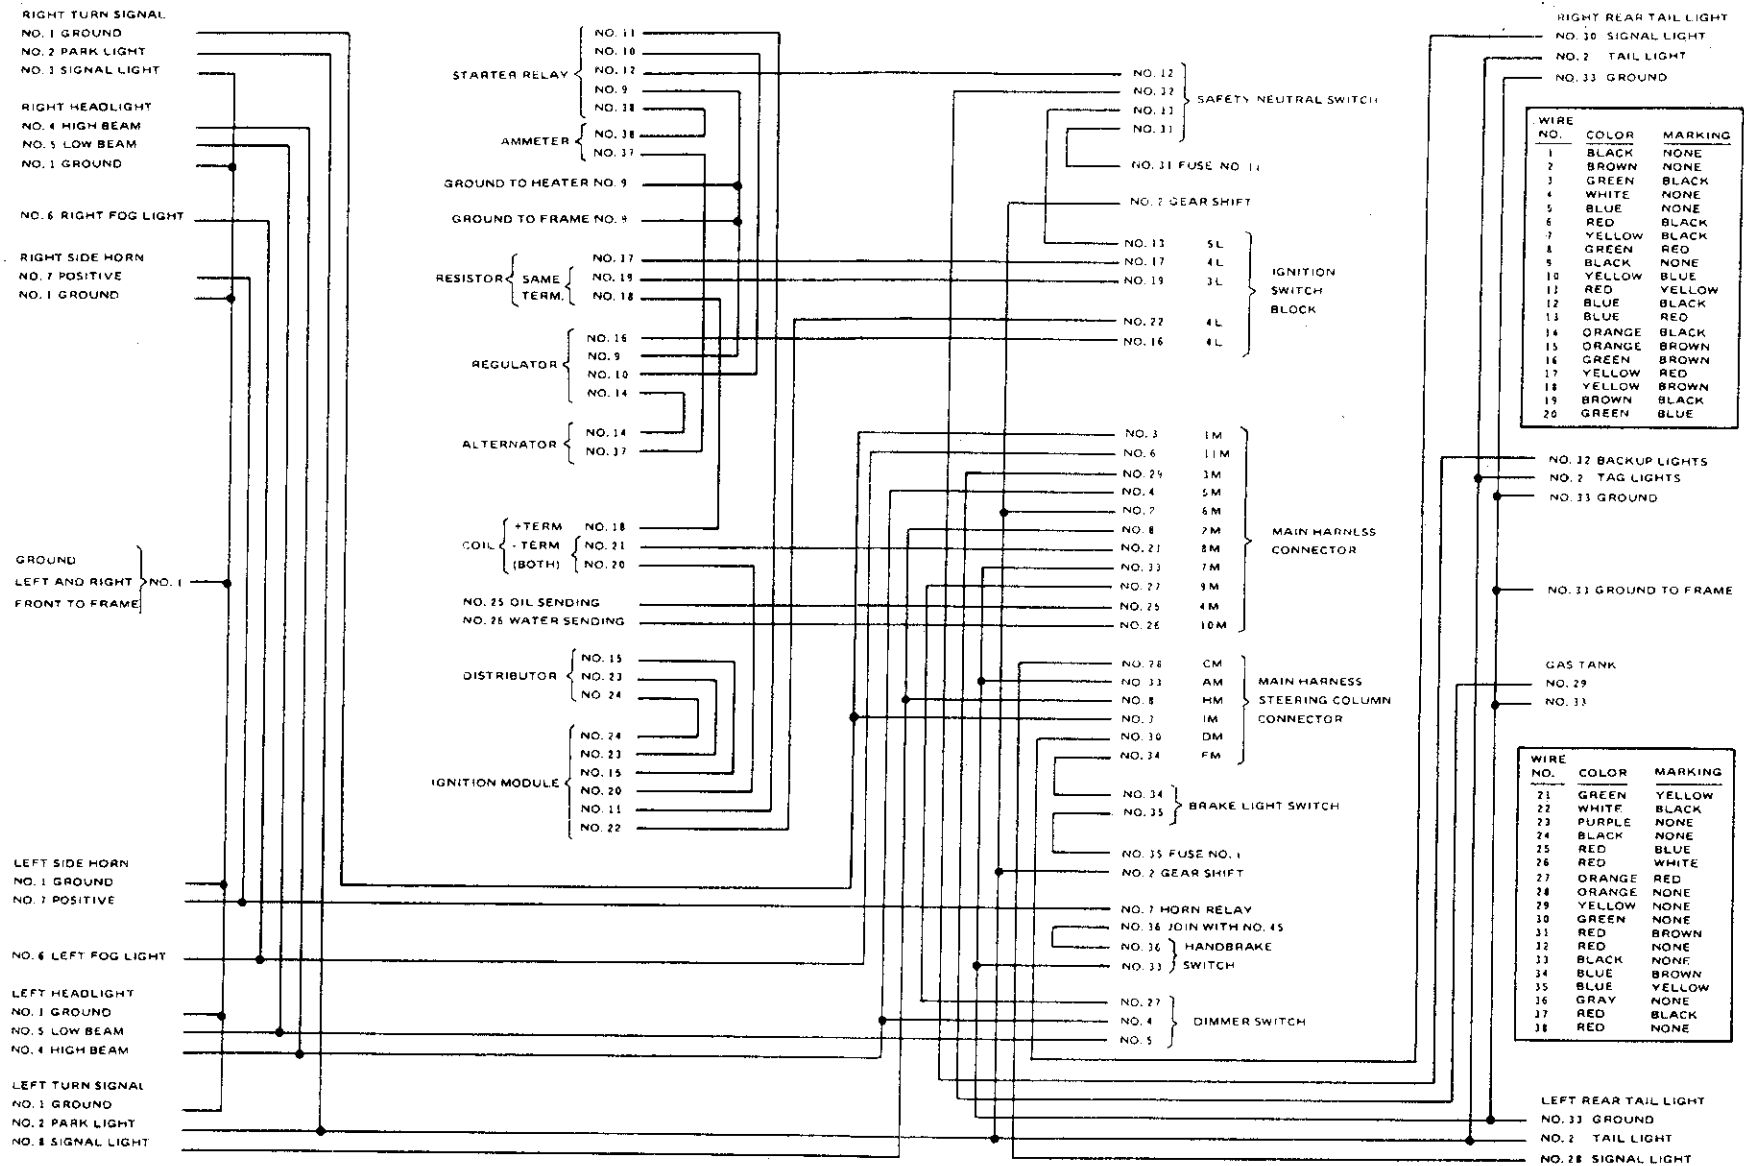 RIGHT TURN SIGNAL
NO. 1 GROUND
NO. 2 PARK LIGHT
NO. 3 SIGNAL LIGHT
RIGHT HEADLIGHT
NO. 4 HIGH BEAM
NO. 5 LOW BEAM
NO. 1 GROUND
NO. 6 RIGHT FOG LIGHT
RIGHT SIDE HORN
NO. 7 POSITIVE
NO. 1 GROUND
GROUND
LEFT AND RIGHT NO. 1
FRONT TO FRAME
LEFT SIDE HORN
NO. 1 GROUND
NO. 7 POSITIVE
NO. 6 LEFT FOG LIGHT
LEFT HEADLIGHT
NO. 1 GROUND
NO. 5 LOW BEAM
NO. 4 HIGH BEAM
LEFT TURN SIGNAL
NO. 1 GROUND
NO. 2 PARK LIGHT
NO. 8 SIGNAL LIGHT
STARTER RELAY
NO. 11
NO. 10
NO. 12
NO. 9
NO. 38
AMMETER
NO. 38
NO. 37
GROUND TO HEATER NO. 9
GROUND TO FRAME NO. 9
RESISTOR
SAME
TERM.
NO. 17
NO. 19
NO. 18
REGULATOR
NO. 16
NO. 9
NO. 10
NO. 14
ALTERNATOR
NO. 14
NO. 37
COIL
+TERM NO. 18
-TERM NO. 21
(BOTH) NO. 20
NO. 25 OIL SENDING
NO. 26 WATER SENDING
DISTRIBUTOR
NO. 15
NO. 23
NO. 24
IGNITION MODULE
NO. 24
NO. 23
NO. 15
NO. 20
NO. 11
NO. 22
NO. 12
NO. 32
NO. 13
NO. 31
SAFETY NEUTRAL SWITCH
NO. 31 FUSE NO. 11
NO. 2 GEAR SHIFT
NO. 13 5L
NO. 17 4L
NO. 19 3L
NO. 22 4L
NO. 16 4L
IGNITION
SWITCH
BLOCK
NO. 3 1M
NO. 6 11M
NO. 29 3M
NO. 4 5M
NO. 2 6M
NO. 8 2M
NO. 21 8M
NO. 33 7M
NO. 27 9M
NO. 25 4M
NO. 26 10M
MAIN HARNESS
CONNECTOR
NO. 28 CM
NO. 33 AM
NO. 8 HM
NO. 3 IM
NO. 30 DM
NO. 34 FM
MAIN HARNESS
STEERING COLUMN
CONNECTOR
NO. 34
NO. 35
BRAKE LIGHT SWITCH
NO. 35 FUSE NO. 1
NO. 2 GEAR SHIFT
NO. 7 HORN RELAY
NO. 36 JOIN WITH NO. 45
NO. 36 HANDBRAKE
NO. 33 SWITCH
NO. 27
NO. 4
NO. 5
DIMMER SWITCH
RIGHT REAR TAIL LIGHT
NO. 30 SIGNAL LIGHT
NO. 2 TAIL LIGHT
NO. 33 GROUND
WIRE
NO. COLOR MARKING
1 BLACK NONE
2 BROWN NONE
3 GREEN BLACK
4 WHITE NONE
5 BLUE NONE
6 RED BLACK
7 YELLOW BLACK
8 GREEN RED
9 BLACK NONE
10 YELLOW BLUE
11 RED YELLOW
12 BLUE BLACK
13 BLUE RED
14 ORANGE BLACK
15 ORANGE BROWN
16 GREEN BROWN
17 YELLOW RED
18 YELLOW BROWN
19 BROWN BLACK
20 GREEN BLUE
NO. 32 BACKUP LIGHTS
NO. 2 TAG LIGHTS
NO. 33 GROUND
NO. 33 GROUND TO FRAME
GAS TANK
NO. 29
NO. 33
WIRE
NO. COLOR MARKING
21 GREEN YELLOW
22 WHITE BLACK
23 PURPLE NONE
24 BLACK NONE
25 RED BLUE
26 RED WHITE
27 ORANGE RED
28 ORANGE NONE
29 YELLOW NONE
30 GREEN NONE
31 RED BROWN
32 RED NONE
33 BLACK NONE
34 BLUE BROWN
35 BLUE YELLOW
36 GRAY NONE
37 RED BLACK
38 RED NONE
LEFT REAR TAIL LIGHT
NO. 33 GROUND
NO. 2 TAIL LIGHT
NO. 28 SIGNAL LIGHT